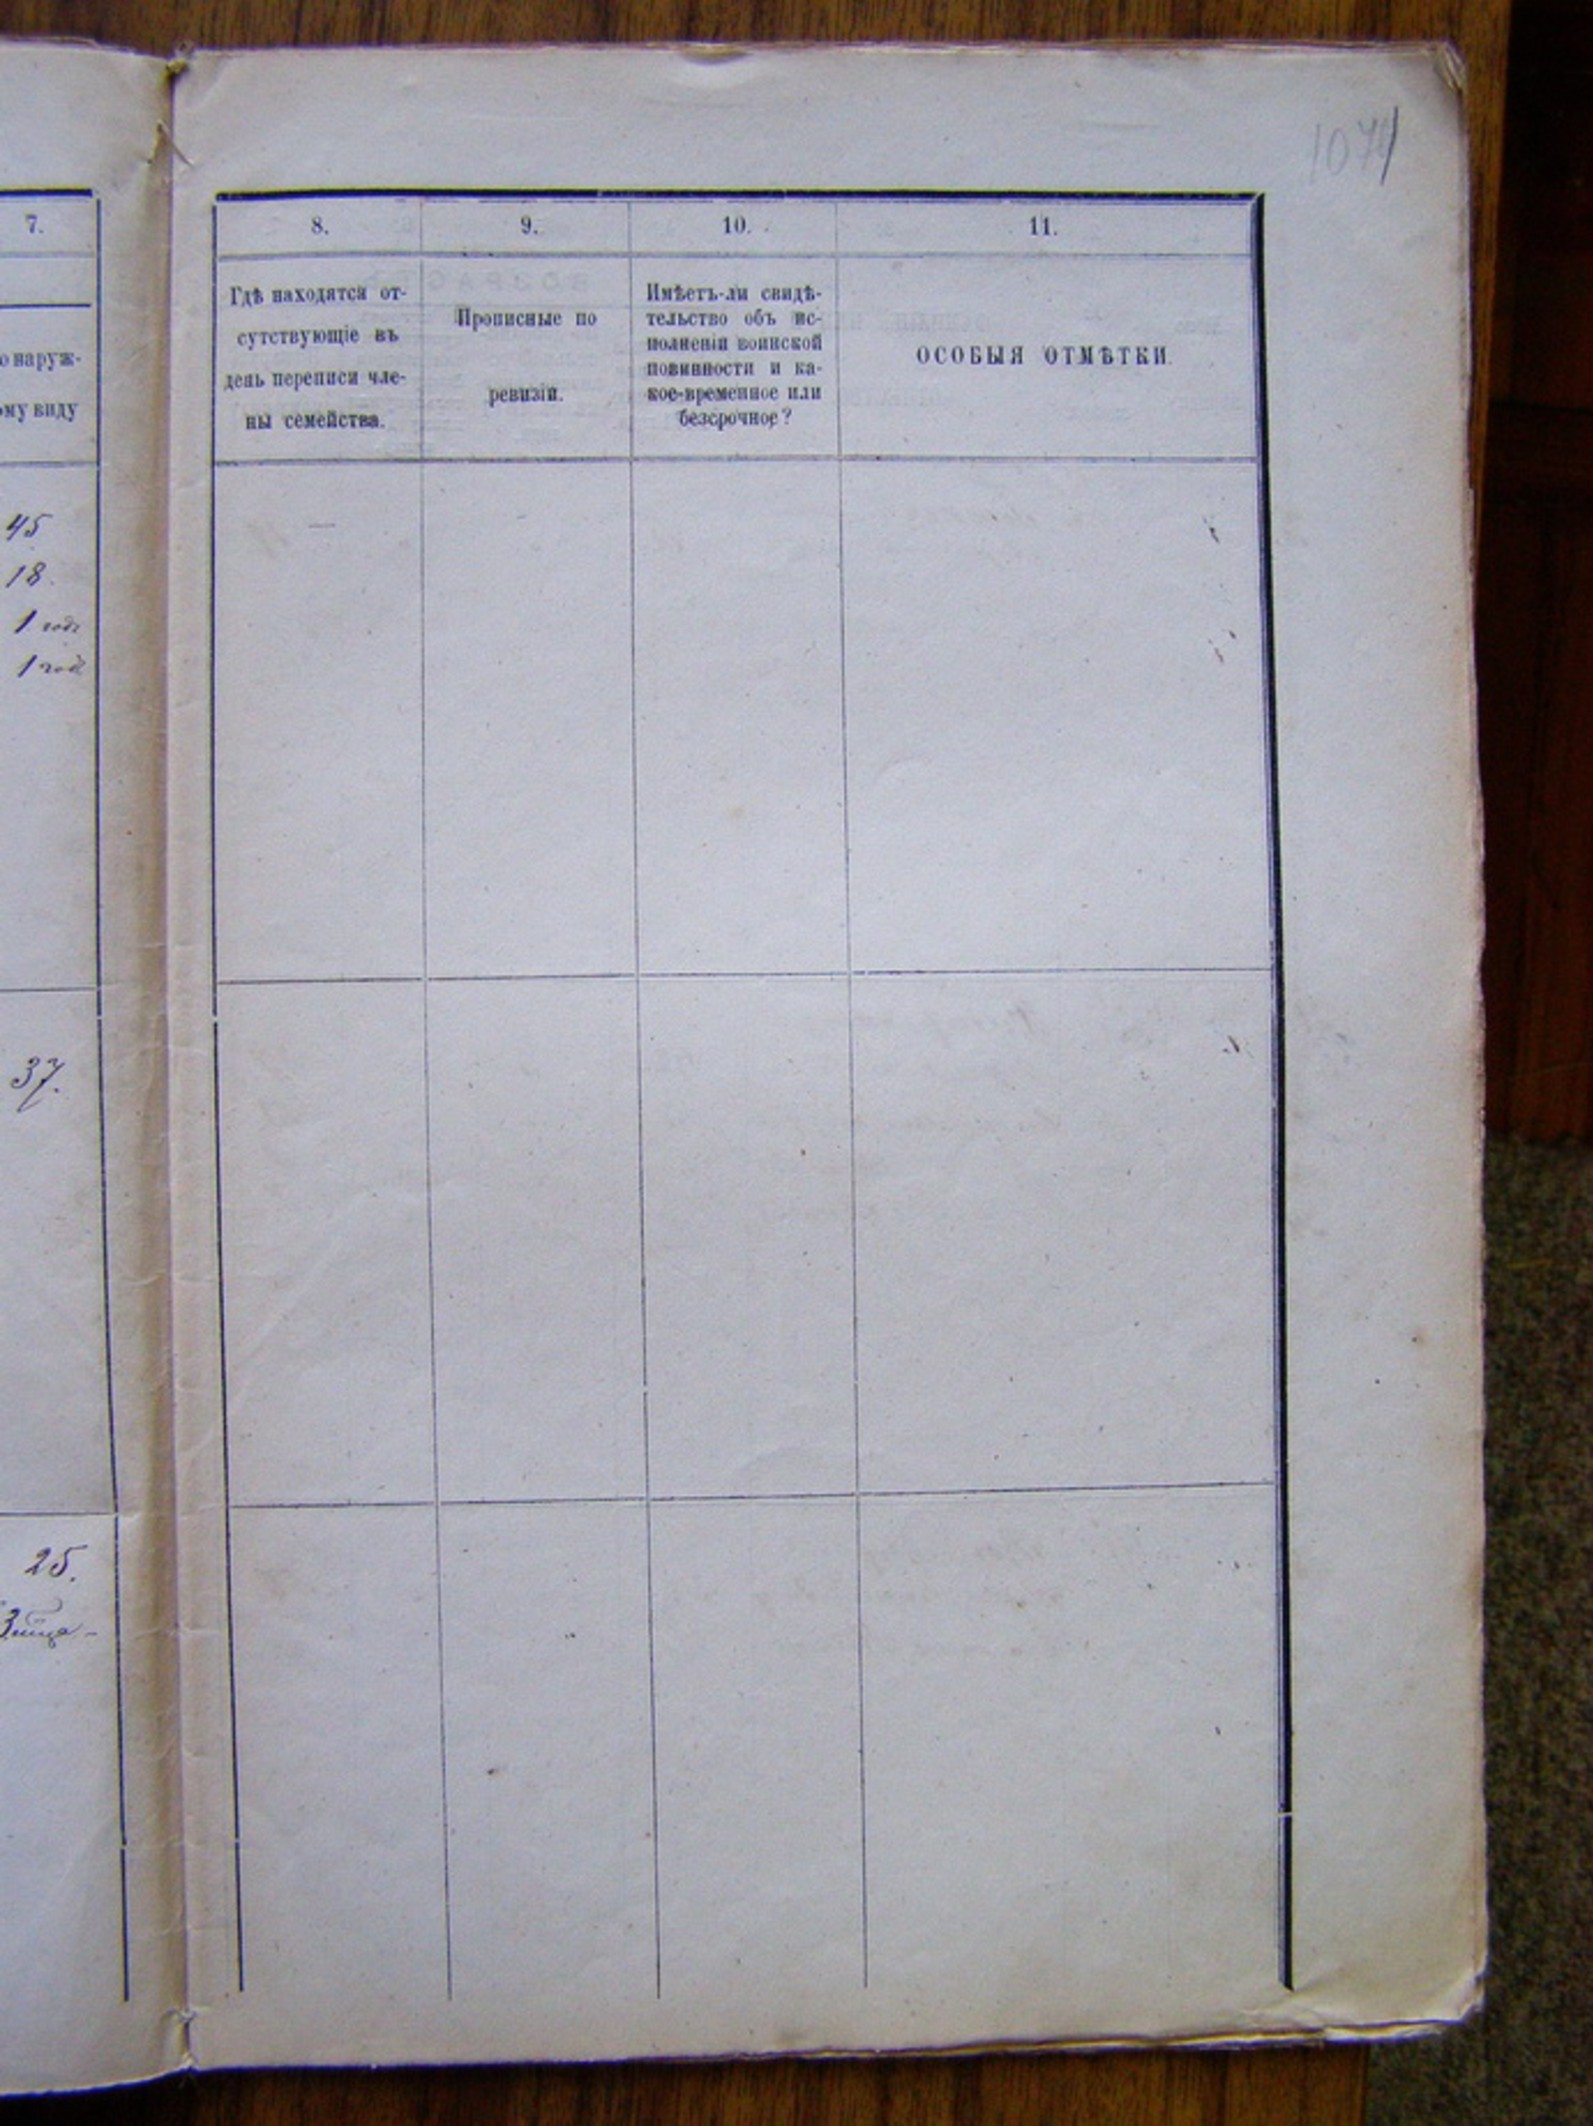 1074
7.
о наруж-
ому виду
45
18.
1 годъ
1 годъ
37.
25.
8.
9.
10.
11.
Гдѣ находятся от-
сутствующіе въ
день переписи чле-
ны семейства.
Прописные по
ревизіи.
Имѣетъ-ли свидѣ-
тельство объ ис-
полненіи воинской
повинности и ка-
кое-временное или
безсрочное?
ОСОБЫЯ ОТМѢТКИ.
—